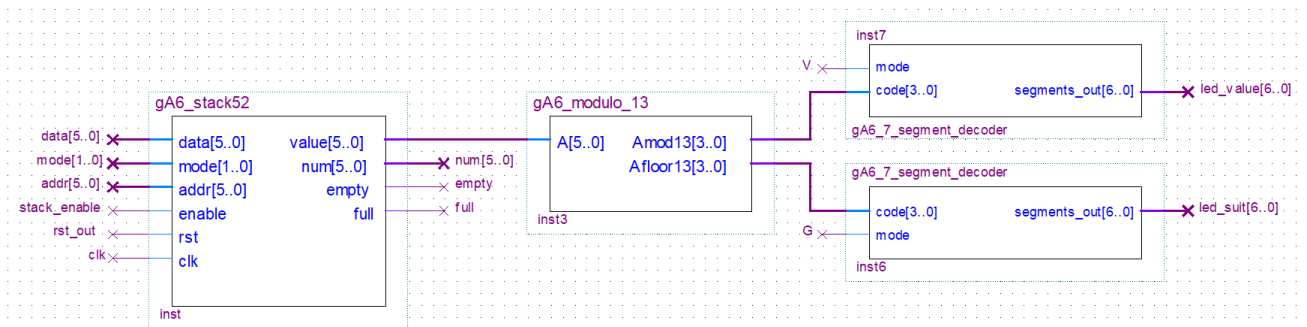 gA6_stack52
data[5..0]
mode[1..0]
addr[5..0]
stack_enable
rst_out
clk
data[5..0]
mode[1..0]
addr[5..0]
enable
rst
clk
value[5..0]
num[5..0]
empty
full
inst
num[5..0]
empty
full
gA6_modulo_13
A[5..0]
Amod13[3..0]
Afloor13[3..0]
inst3
inst7
V
mode
code[3..0]
segments_out[6..0]
led_value[6..0]
gA6_7_segment_decoder
gA6_7_segment_decoder
code[3..0]
segments_out[6..0]
led_suit[6..0]
G
mode
inst6